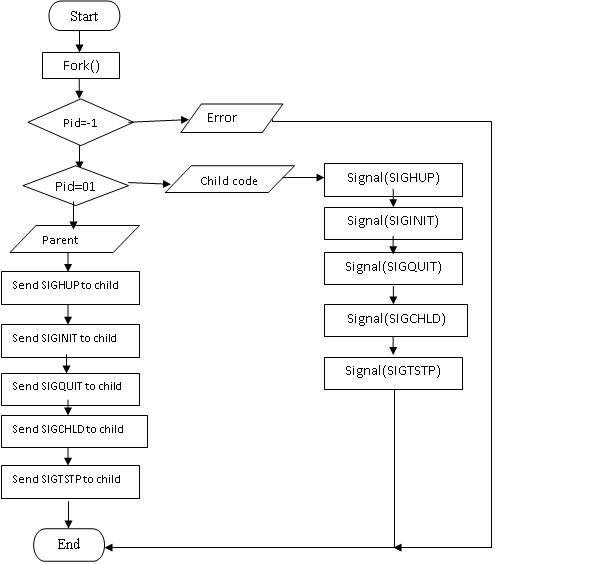 Start
Fork()
Pid=-1
Error
Pid=01
Child code
Signal(SIGHUP)
Signal(SIGINIT)
Signal(SIGQUIT)
Signal(SIGCHLD)
Signal(SIGTSTP)
Parent
Send SIGHUP to child
Send SIGINIT to child
Send SIGQUIT to child
Send SIGCHLD to child
Send SIGTSTP to child
End